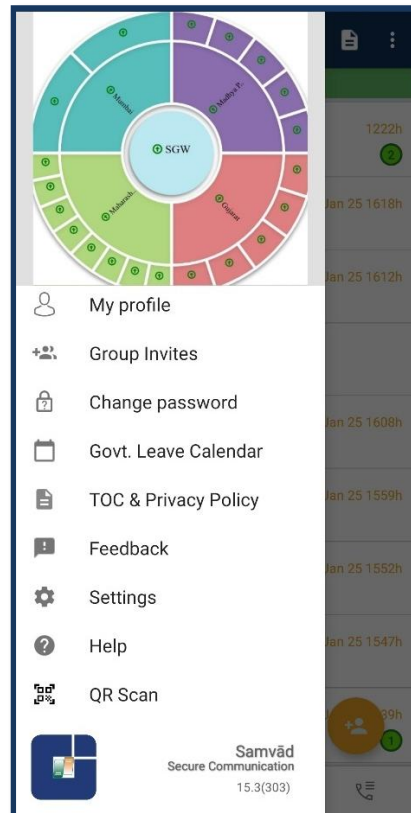 Mumbai
Madhya P.
SGW
Maharash.
Gujarat
My profile
Group Invites
Change password
Govt. Leave Calendar
TOC & Privacy Policy
Feedback
Settings
Help
QR Scan
Samvād
Secure Communication
15.3(303)
1222h
2
Jan 25 1618h
Jan 25 1612h
Jan 25 1608h
Jan 25 1559h
Jan 25 1552h
Jan 25 1547h
39h
1